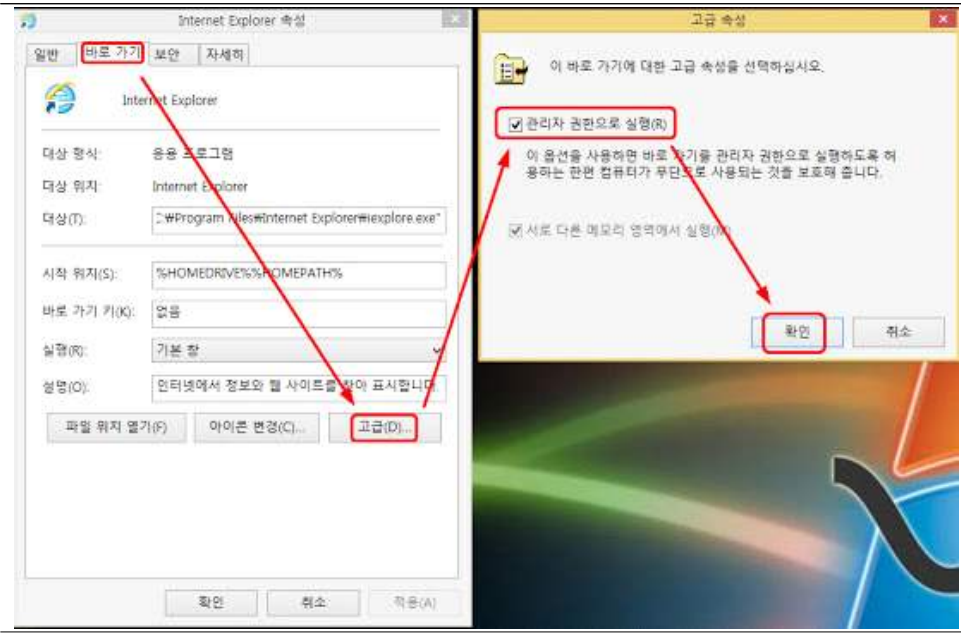 Internet Explorer 속성
일반 바로 가기 보안 자세히
Internet Explorer
대상 형식: 응용 프로그램
대상 위치: Internet Explorer
대상(T): C:₩Program Files₩Internet Explorer₩iexplore.exe"
시작 위치(S): %HOMEDRIVE%%HOMEPATH%
바로 가기 키(K): 없음
실행(R): 기본 창
설명(O): 인터넷에서 정보와 웹 사이트를 찾아 표시합니다.
파일 위치 열기(F) 아이콘 변경(C)... 고급(D)...
확인 취소 적용(A)
고급 속성
이 바로 가기에 대한 고급 속성을 선택하십시오.
관리자 권한으로 실행(R)
이 옵션을 사용하면 바로 가기를 관리자 권한으로 실행하도록 허
용하는 한편 컴퓨터가 무단으로 사용되는 것을 보호해 줍니다.
서로 다른 메모리 영역에서 실행(M)
확인 취소